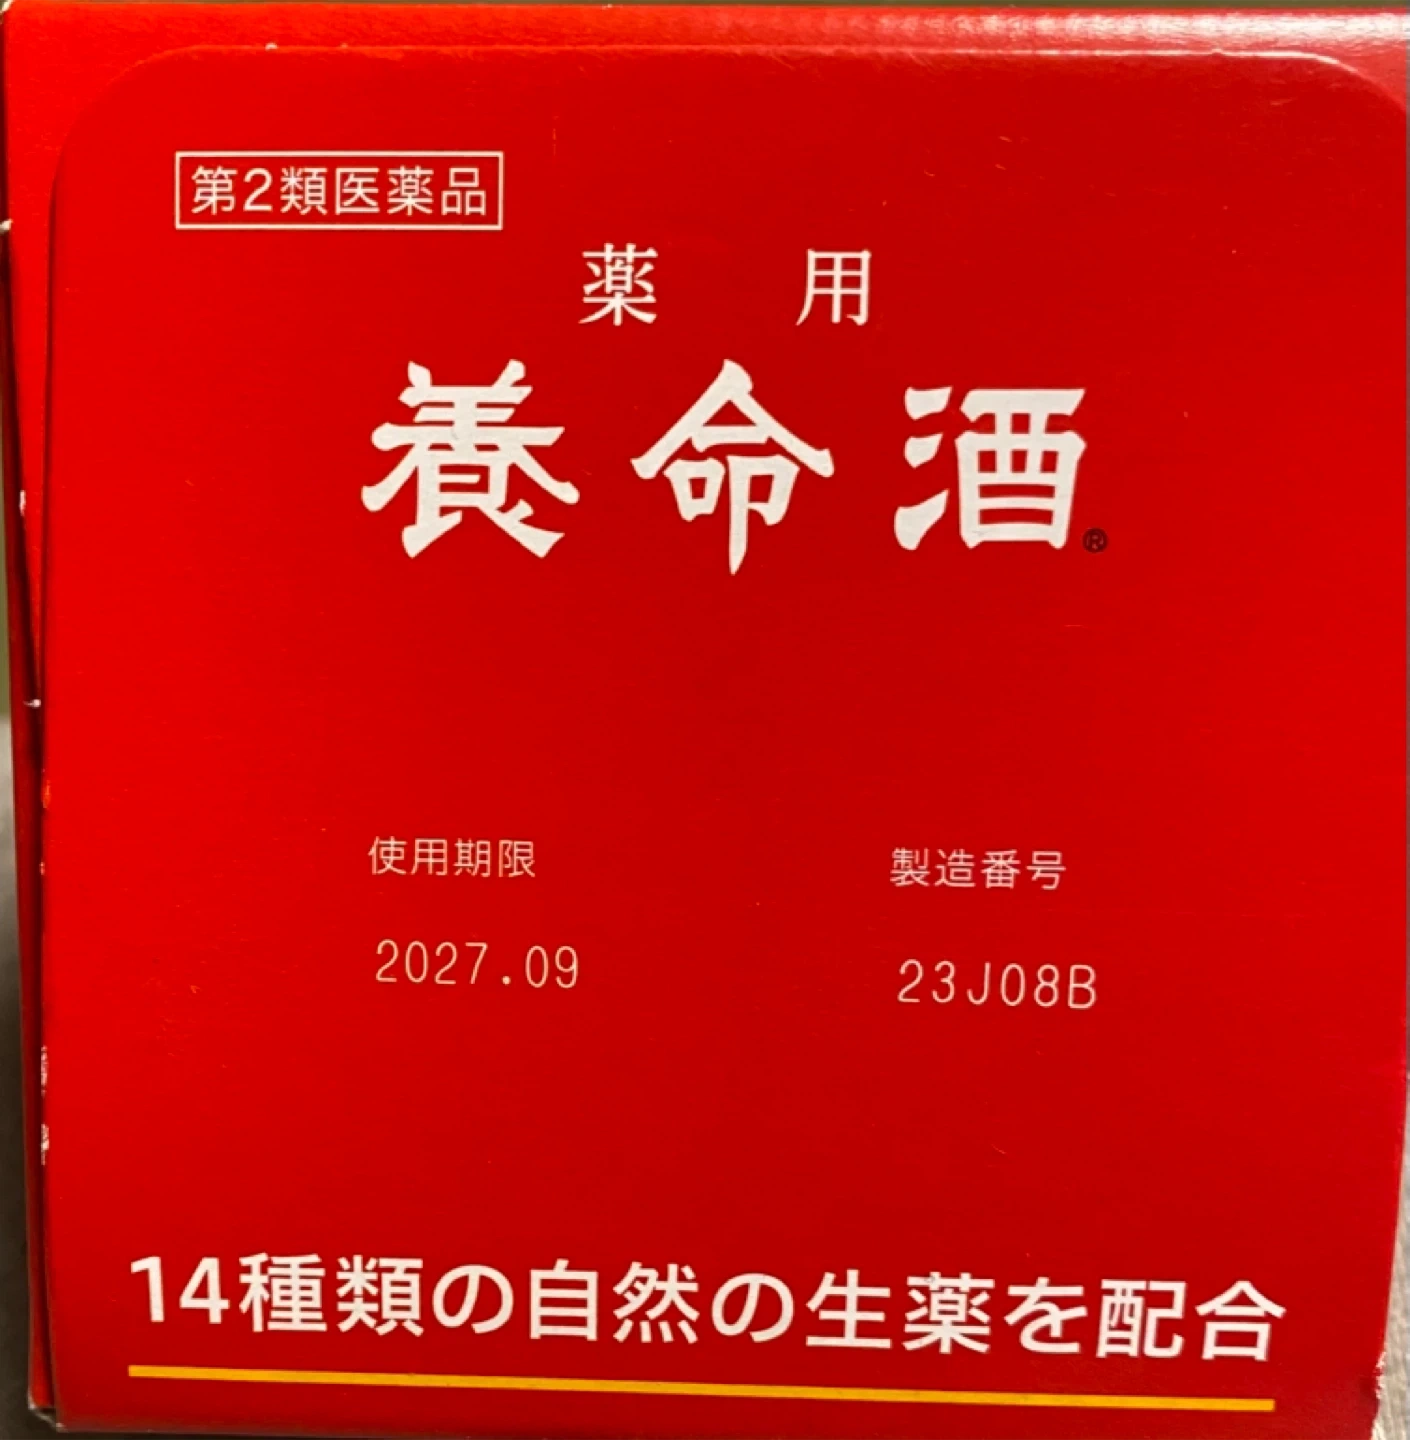 第2類医薬品
薬用
養命酒®
使用期限 製造番号
2027.09 23J08B
14種類の自然の生薬を配合